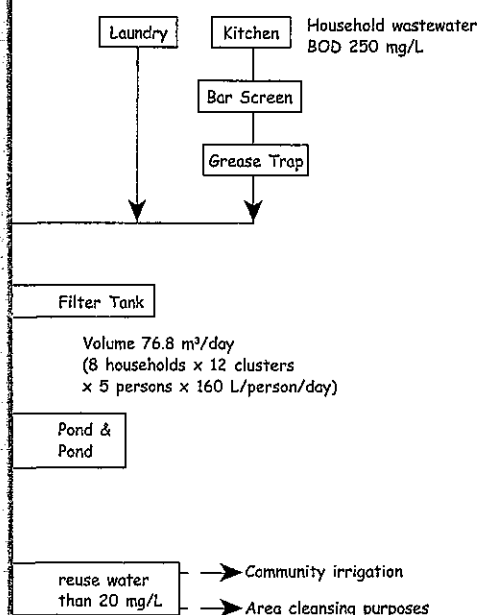 Laundry
Kitchen
Household wastewater
BOD 250 mg/L
Bar Screen
Grease Trap
Filter Tank
Volume 76.8 m³/day
(8 households x 12 clusters
x 5 persons x 160 L/person/day)
Pond &
Pond
reuse water
than 20 mg/L
Community irrigation
Area cleansing purposes